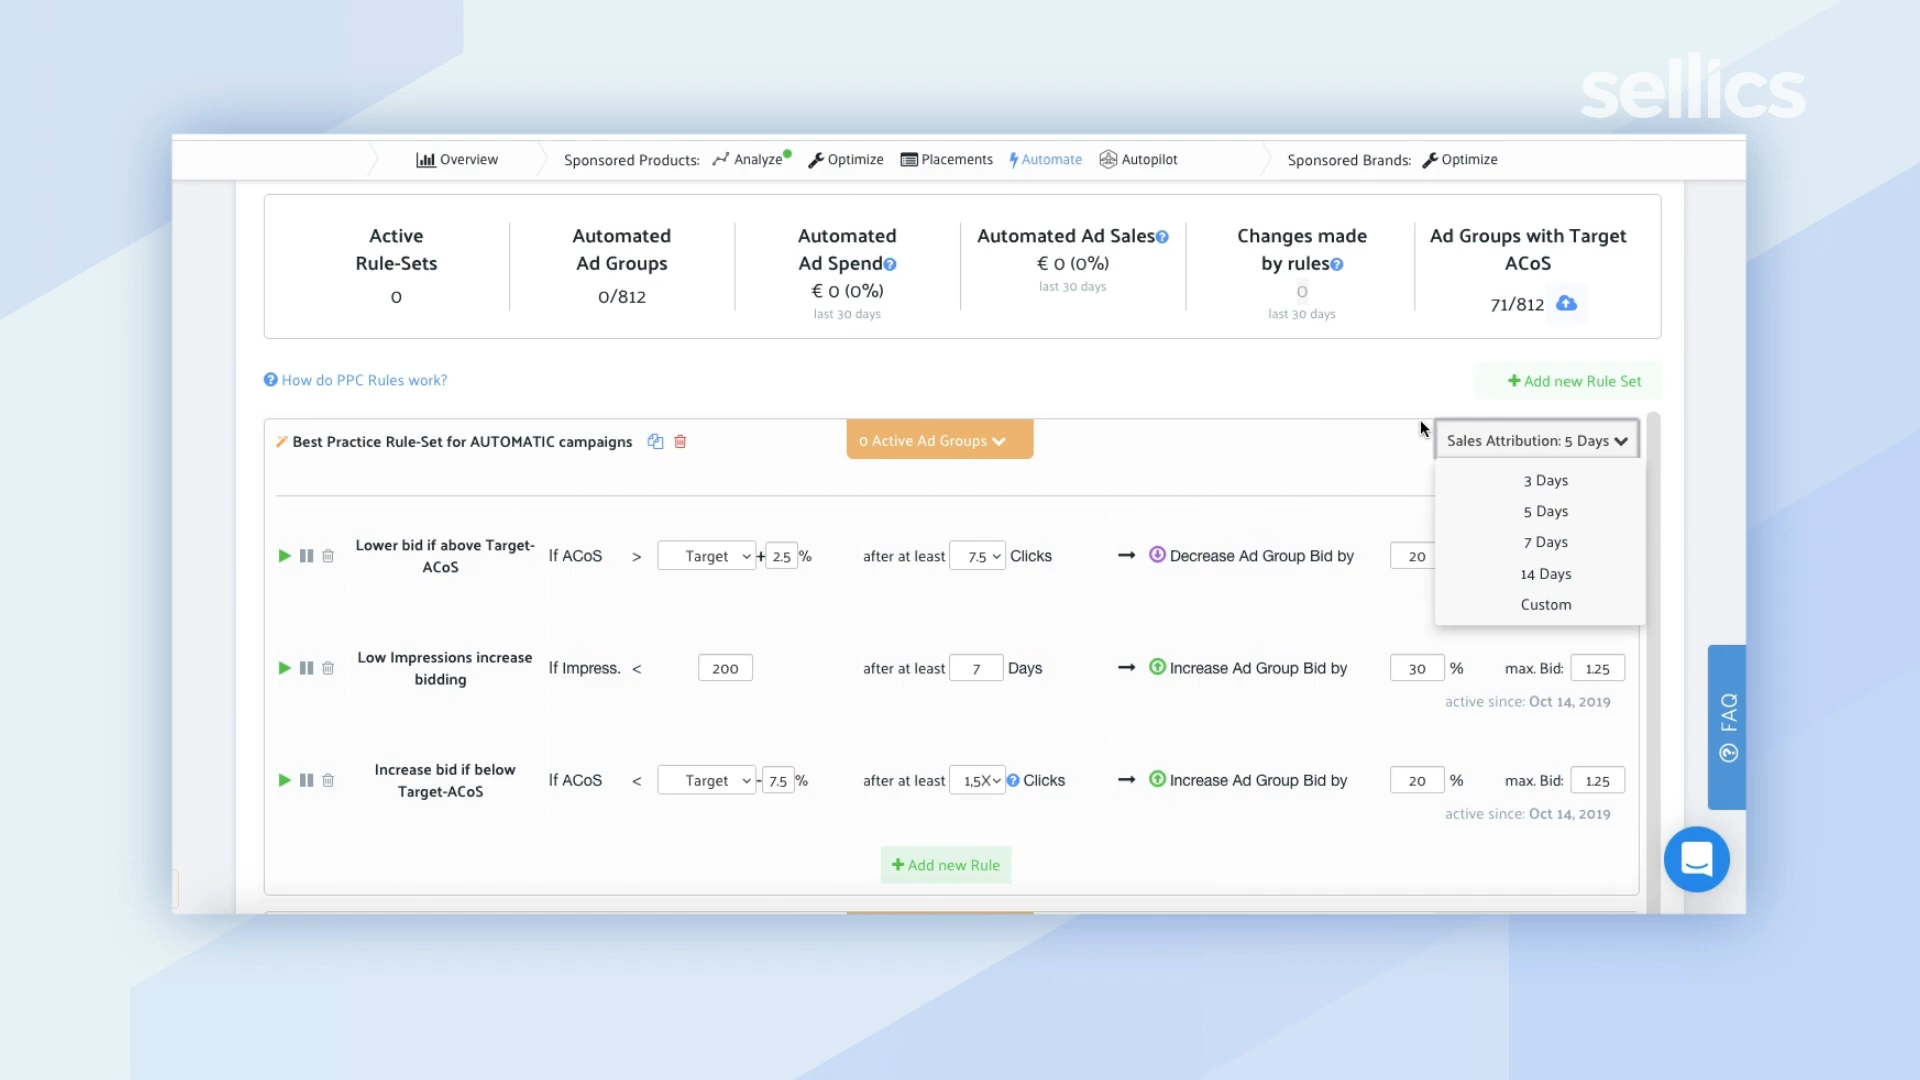 sellics
Overview
Sponsored Products:
Analyze
Optimize
Placements
Automate
Autopilot
Sponsored Brands:
Optimize
Active
Rule-Sets
0
Automated
Ad Groups
0/812
Automated
Ad Spend
€ 0 (0%)
last 30 days
Automated Ad Sales
€ 0 (0%)
last 30 days
Changes made
by rules
0
last 30 days
Ad Groups with Target
ACoS
71/812
How do PPC Rules work?
+ Add new Rule Set
Best Practice Rule-Set for AUTOMATIC campaigns
0 Active Ad Groups
Sales Attribution: 5 Days
3 Days
5 Days
7 Days
14 Days
Custom
Lower bid if above Target-
ACoS
If ACoS > Target + 2.5 % after at least 7.5 Clicks → Decrease Ad Group Bid by 20
Low Impressions increase
bidding
If Impress. < 200 after at least 7 Days → Increase Ad Group Bid by 30 % max. Bid: 1.25
active since: Oct 14, 2019
Increase bid if below
Target-ACoS
If ACoS < Target - 7.5 % after at least 1,5X Clicks → Increase Ad Group Bid by 20 % max. Bid: 1.25
active since: Oct 14, 2019
+ Add new Rule
FAQ